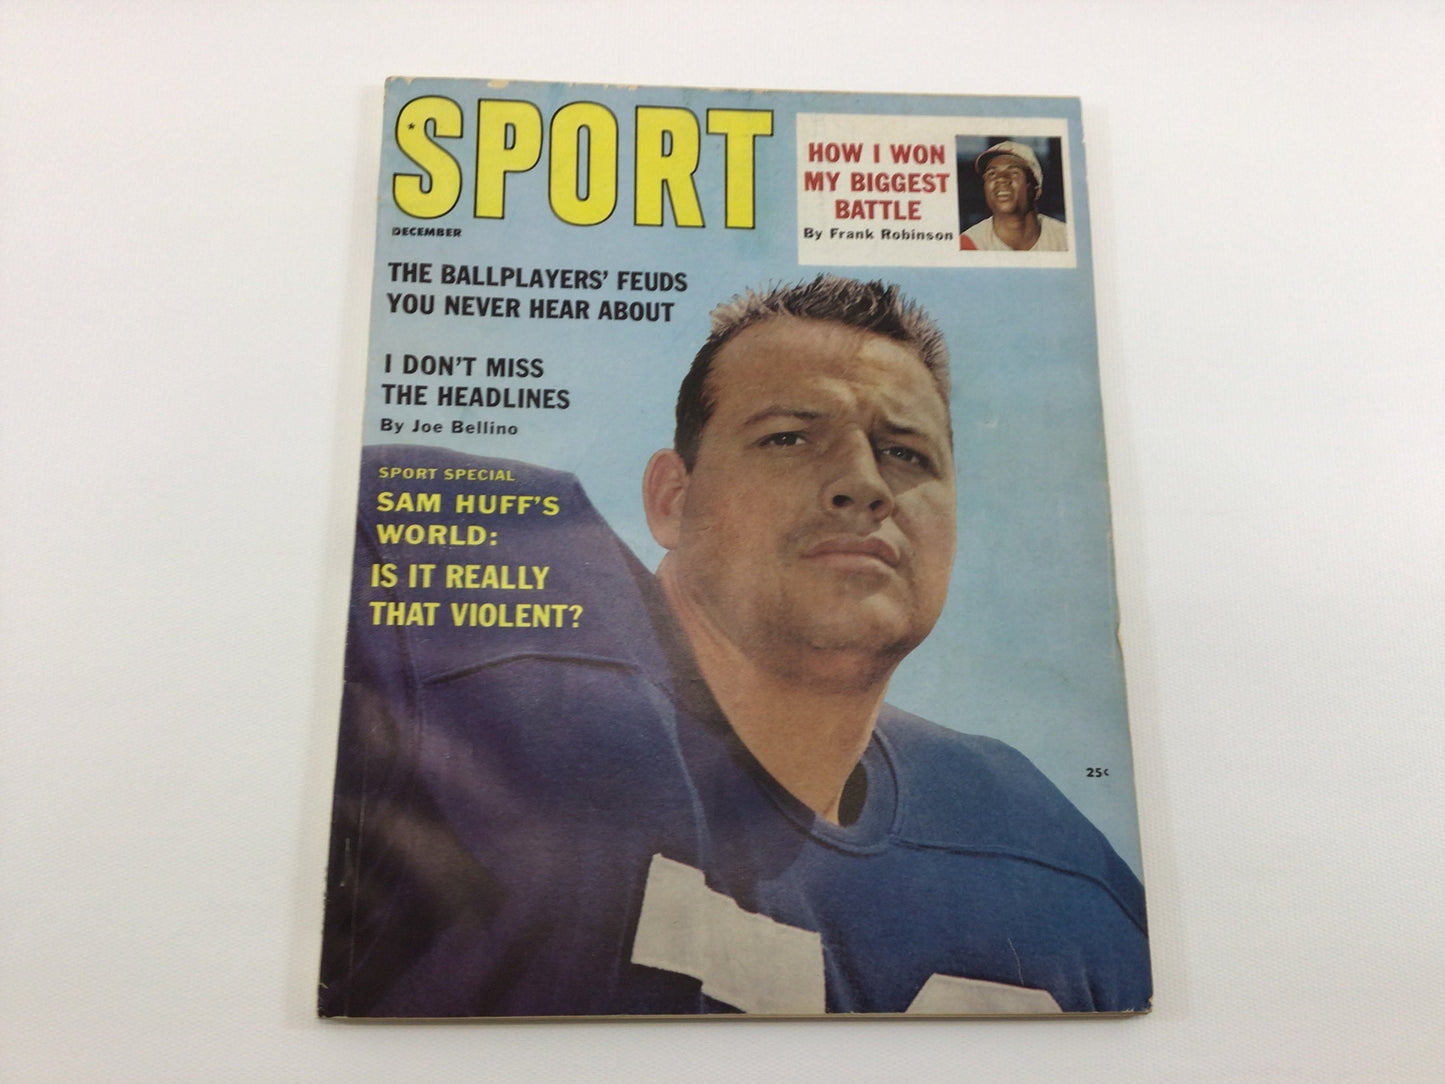 SPORT
DECEMBER
HOW I WON
MY BIGGEST
BATTLE
By Frank Robinson
THE BALLPLAYERS' FEUDS
YOU NEVER HEAR ABOUT
I DON'T MISS
THE HEADLINES
By Joe Bellino
SPORT SPECIAL
SAM HUFF'S
WORLD:
IS IT REALLY
THAT VIOLENT?
25¢